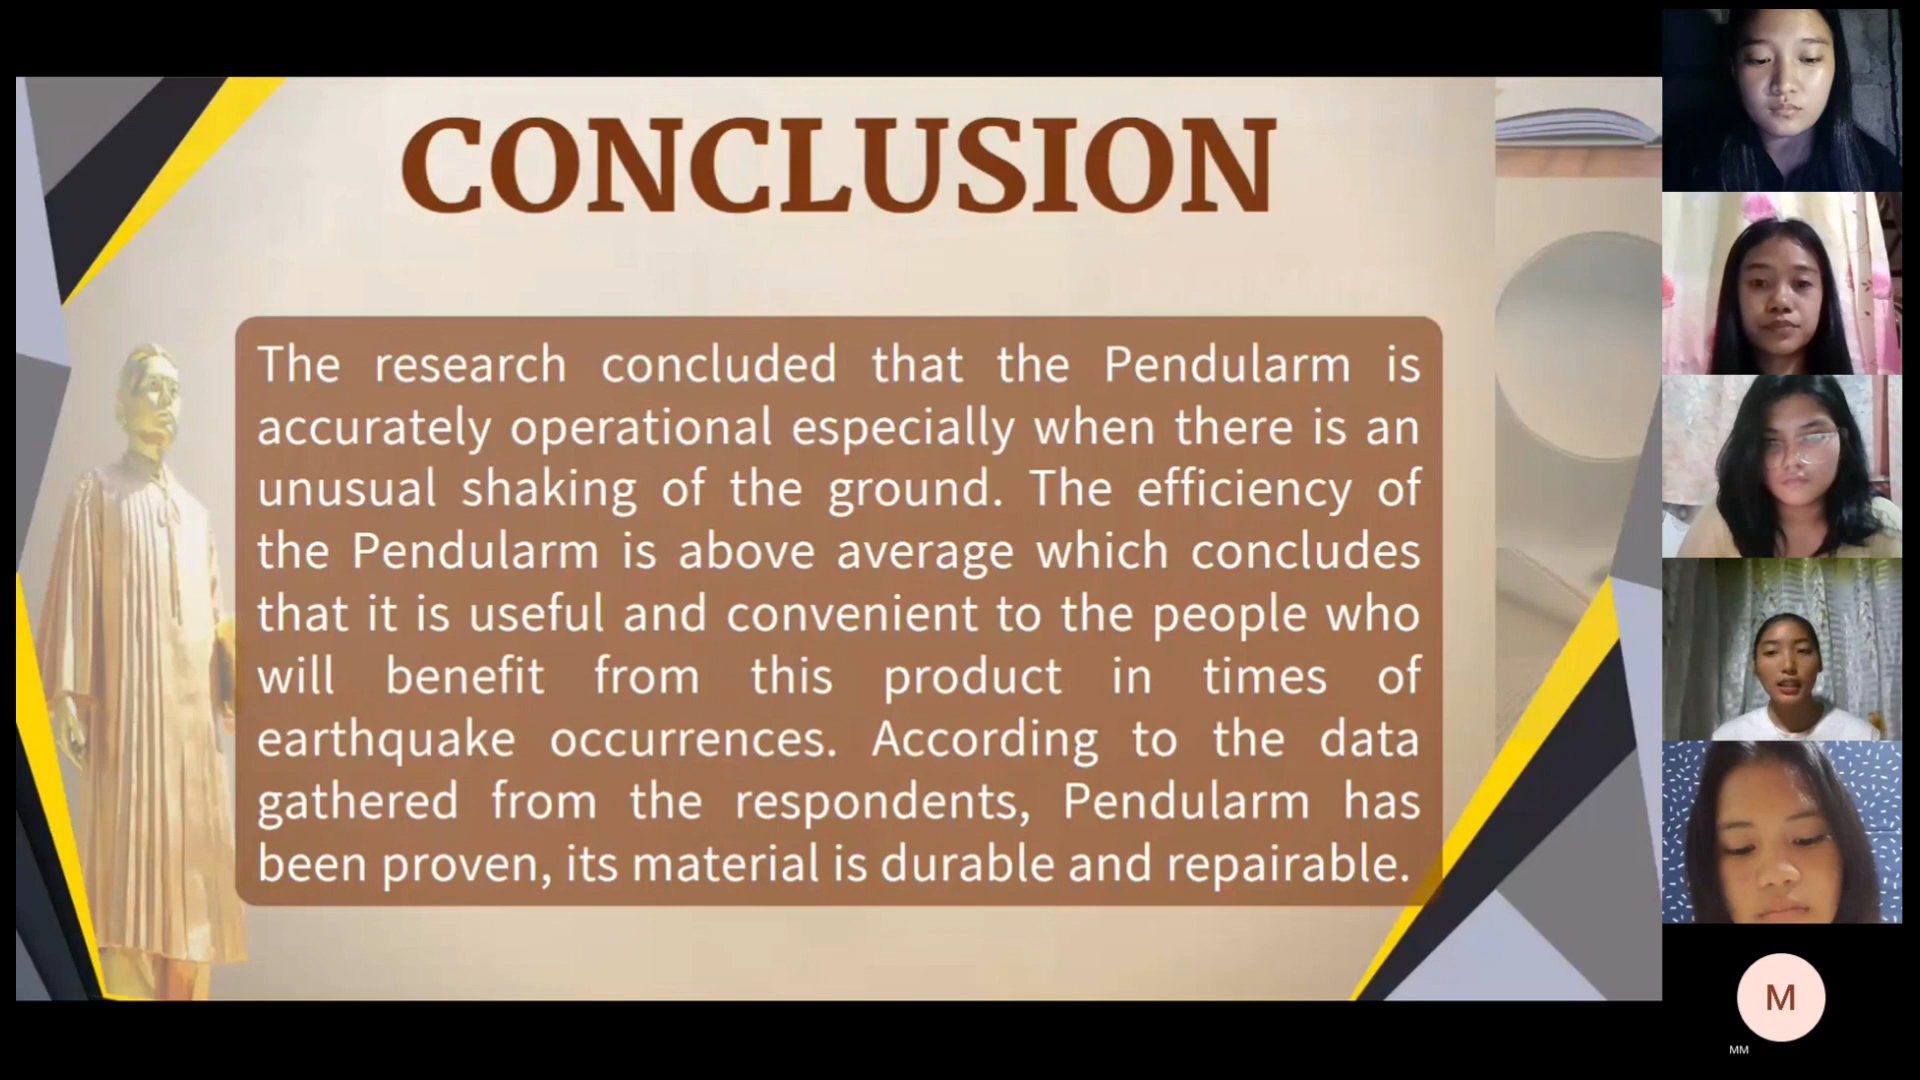 CONCLUSION
The research concluded that the Pendularm is
accurately operational especially when there is an
unusual shaking of the ground. The efficiency of
the Pendularm is above average which concludes
that it is useful and convenient to the people who
will benefit from this product in times of
earthquake occurrences. According to the data
gathered from the respondents, Pendularm has
been proven, its material is durable and repairable.
M
MM